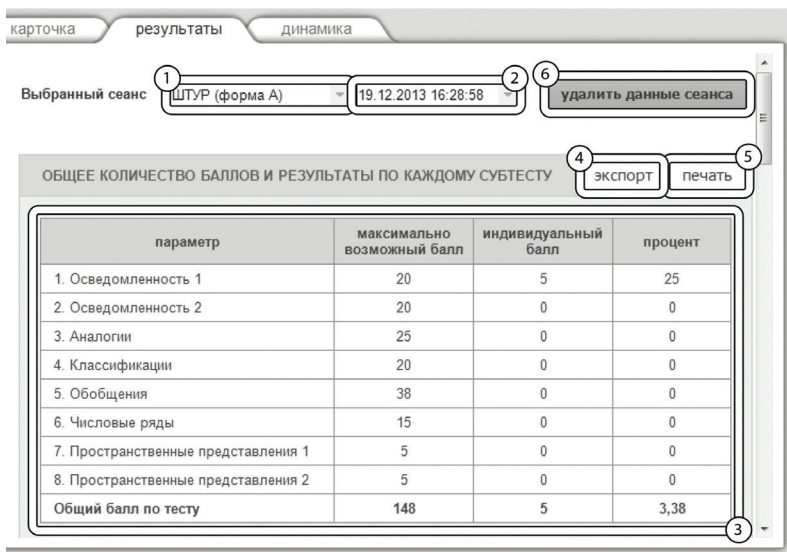 карточка результаты динамика
1 2 6
Выбранный сеанс ШТУР (форма А) 19.12.2013 16:28:58 удалить данные сеанса
4 5
ОБЩЕЕ КОЛИЧЕСТВО БАЛЛОВ И РЕЗУЛЬТАТЫ ПО КАЖДОМУ СУБТЕСТУ экспорт печать
параметр максимально возможный балл индивидуальный балл процент
1. Осведомленность 1 20 5 25
2. Осведомленность 2 20 0 0
3. Аналогии 25 0 0
4. Классификации 20 0 0
5. Обобщения 38 0 0
6. Числовые ряды 15 0 0
7. Пространственные представления 1 5 0 0
8. Пространственные представления 2 5 0 0
Общий балл по тесту 148 5 3,38
3